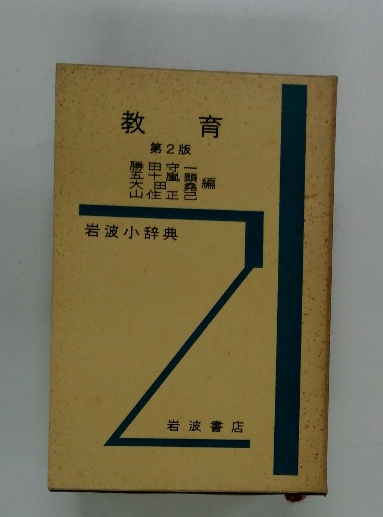 教育
第2版
勝田守一
五十嵐顕
大田堯
山住正己
編
岩波小辞典
岩波書店